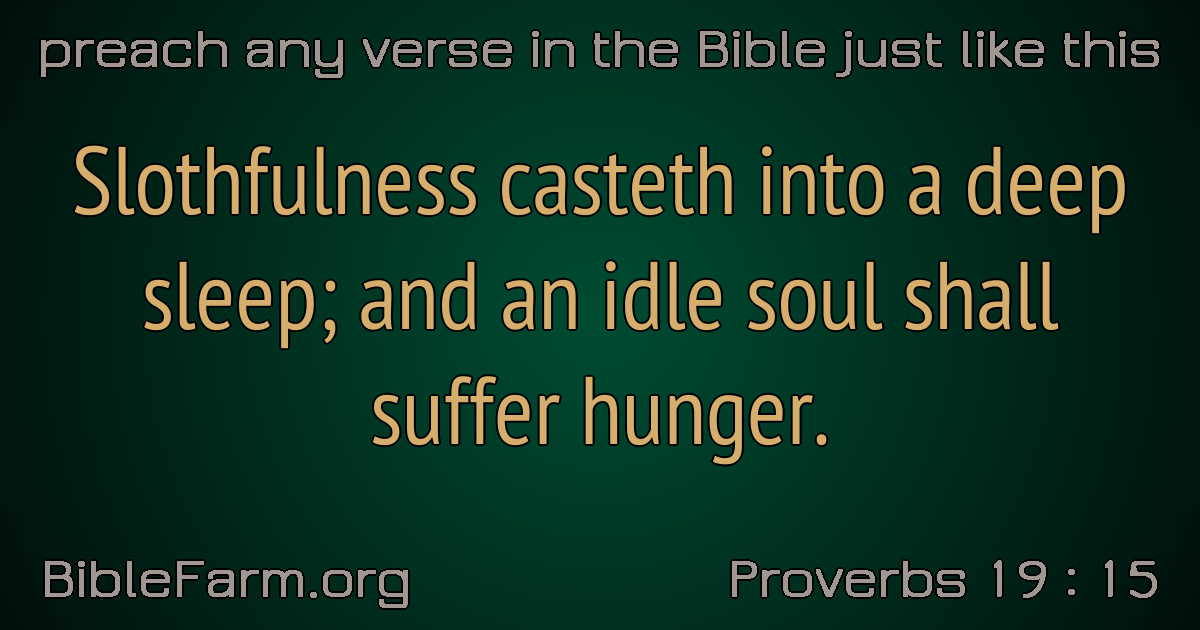 preach any verse in the Bible just like this
Slothfulness casteth into a deep
sleep; and an idle soul shall
suffer hunger.
BibleFarm.org
Proverbs 19 : 15